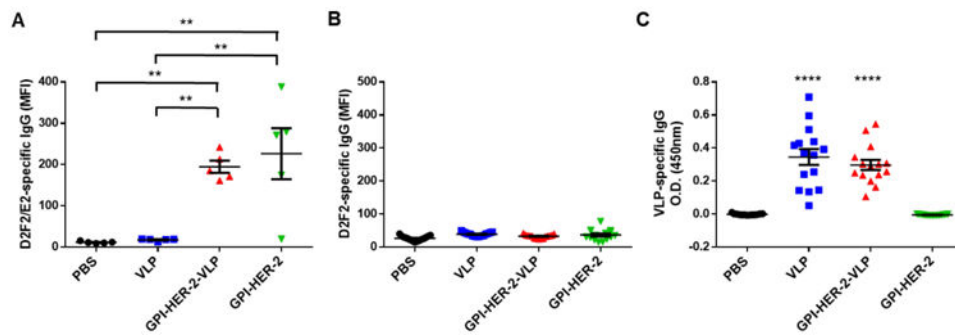 A
**
**
**
**
D2F2/E2-specific IgG (MFI)
400
300
200
100
0
PBS
VLP
GPI-HER-2-VLP
GPI-HER-2
B
D2F2-specific IgG (MFI)
500
400
300
200
100
0
PBS
VLP
GPI-HER-2-VLP
GPI-HER-2
C
**** ****
VLP-specific IgG
O.D. (450nm)
0.8
0.6
0.4
0.2
0.0
-0.2
PBS
VLP
GPI-HER-2-VLP
GPI-HER-2